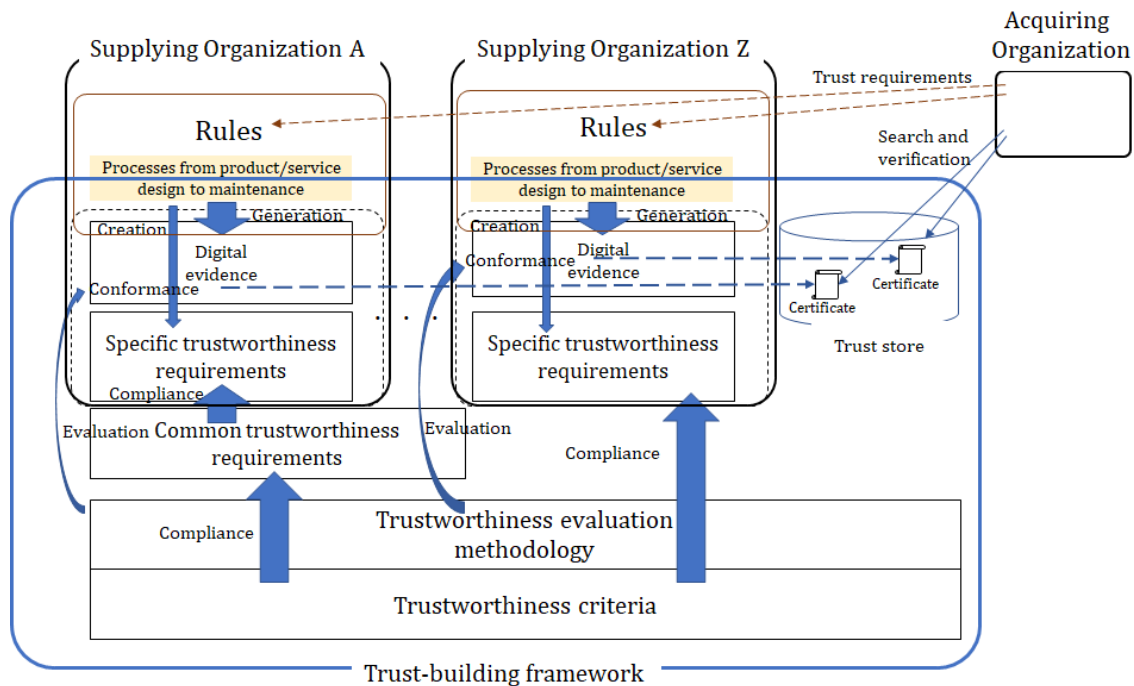 Supplying Organization A
Supplying Organization Z
Acquiring
Organization
Trust requirements
Rules
Rules
Search and
verification
Processes from product/service
design to maintenance
Processes from product/service
design to maintenance
Generation
Generation
Creation
Creation
Digital
evidence
Digital
evidence
Conformance
Conformance
Certificate
Certificate
. . .
Trust store
Specific trustworthiness
requirements
Specific trustworthiness
requirements
Compliance
Evaluation
Common trustworthiness
requirements
Evaluation
Compliance
Compliance
Trustworthiness evaluation
methodology
Trustworthiness criteria
Trust-building framework